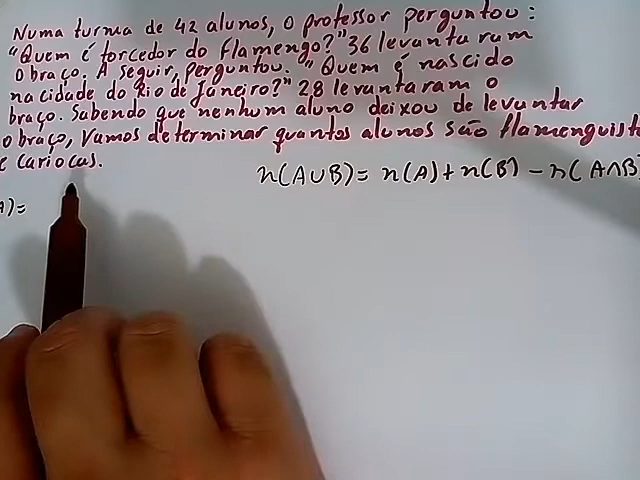 Numa turma de 42 alunos, o professor perguntou:
"Quem é torcedor do flamengo?" 36 levantaram
o braço. A seguir, perguntou: "Quem é nascido
na cidade do Rio de Janeiro?" 28 levantaram o
braço. Sabendo que nenhum aluno deixou de levantar
o braço, vamos determinar quantos alunos são flamenguist
e cariocas.
n(A∪B) = n(A) + n(B) - n(A∩B
A) =